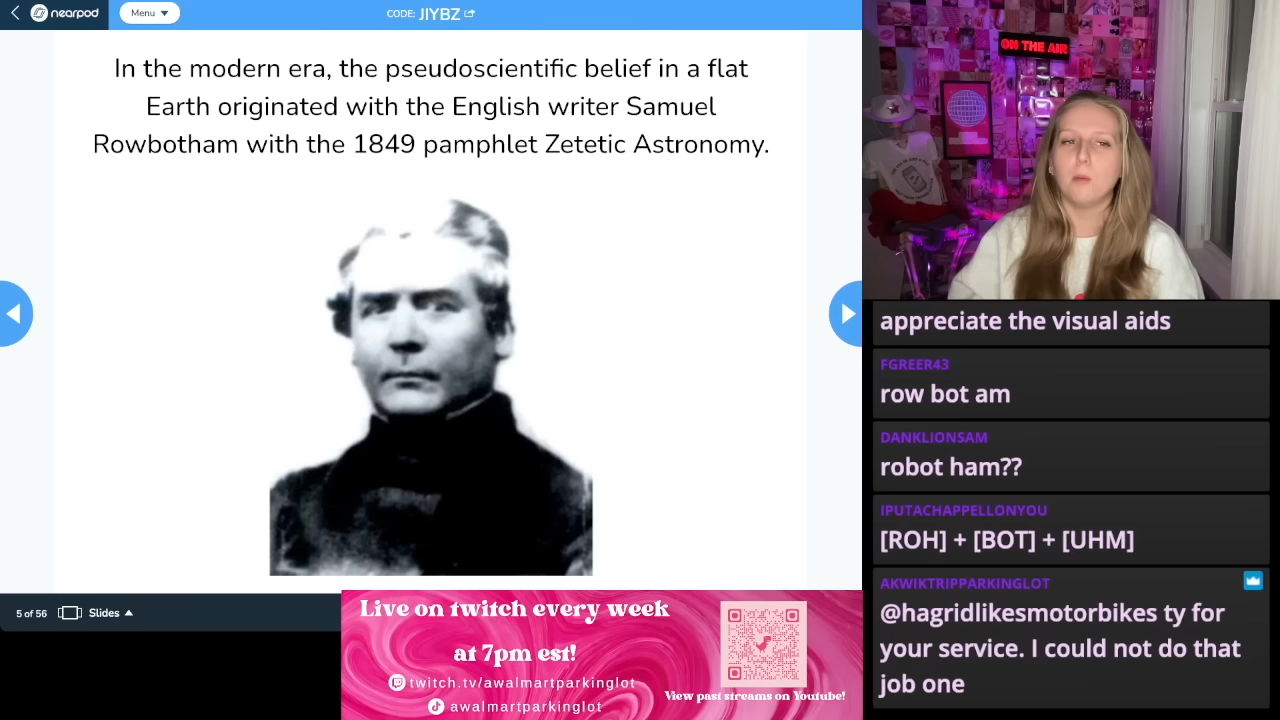 nearpod
Menu
CODE: JIYBZ
In the modern era, the pseudoscientific belief in a flat
Earth originated with the English writer Samuel
Rowbotham with the 1849 pamphlet Zetetic Astronomy.
5 of 56
Slides
Live on twitch every week
at 7pm est!
twitch.tv/awalmartparkinglot
awalmartparkinglot
View past streams on Youtube!
ON THE AIR
appreciate the visual aids
FGREER43
row bot am
DANKLIONSAM
robot ham??
IPUTACHAPPELLONYOU
[ROH] + [BOT] + [UHM]
AKWIKTRIPPARKINGLOT
@hagridlikesmotorbikes ty for
your service. I could not do that
job one